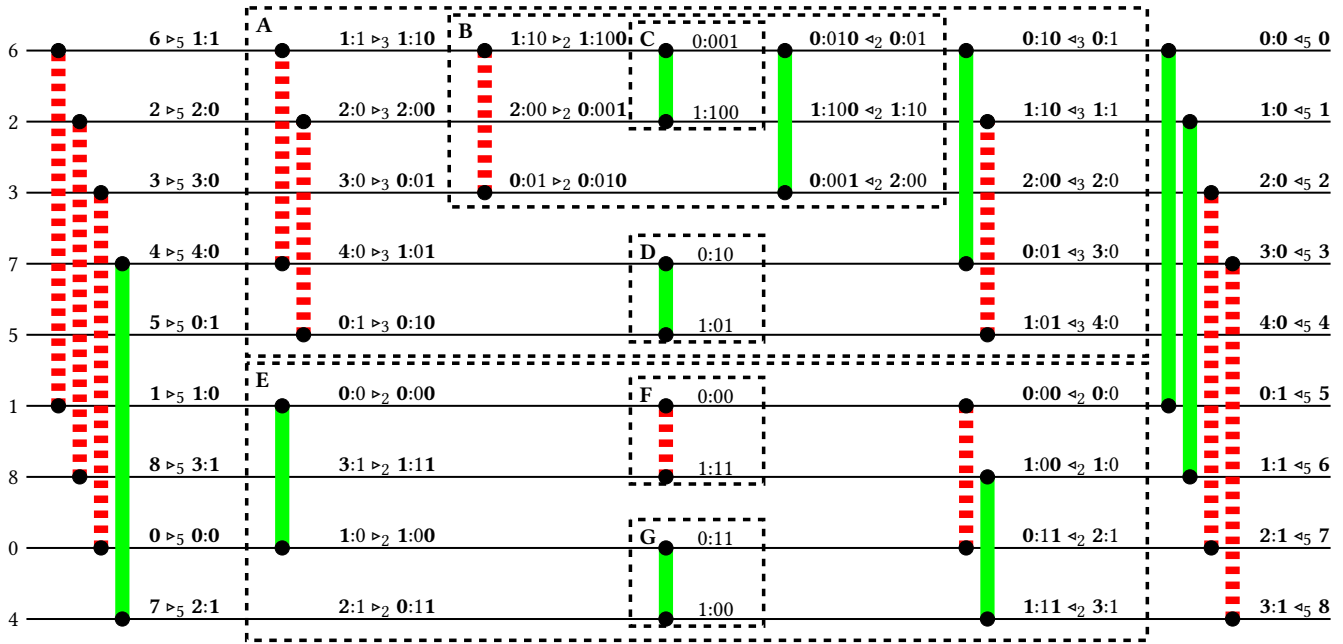 A B C
6 6 ▹5 1:1 1:1 ▹3 1:10 1:10 ▹2 1:100 0:001 0:010 ◃2 0:01 0:10 ◃3 0:1 0:0 ◃5 0
2 2 ▹5 2:0 2:0 ▹3 2:00 2:00 ▹2 0:001 1:100 1:100 ◃2 1:10 1:10 ◃3 1:1 1:0 ◃5 1
3 3 ▹5 3:0 3:0 ▹3 0:01 0:01 ▹2 0:010 0:001 ◃2 2:00 2:00 ◃3 2:0 2:0 ◃5 2
7 4 ▹5 4:0 4:0 ▹3 1:01 D 0:10 0:01 ◃3 3:0 3:0 ◃5 3
5 5 ▹5 0:1 0:1 ▹3 0:10 1:01 1:01 ◃3 4:0 4:0 ◃5 4
E
1 1 ▹5 1:0 0:0 ▹2 0:00 F 0:00 0:00 ◃2 0:0 0:1 ◃5 5
8 8 ▹5 3:1 3:1 ▹2 1:11 1:11 1:00 ◃2 1:0 1:1 ◃5 6
0 0 ▹5 0:0 1:0 ▹2 1:00 G 0:11 0:11 ◃2 2:1 2:1 ◃5 7
4 7 ▹5 2:1 2:1 ▹2 0:11 1:00 1:11 ◃2 3:1 3:1 ◃5 8